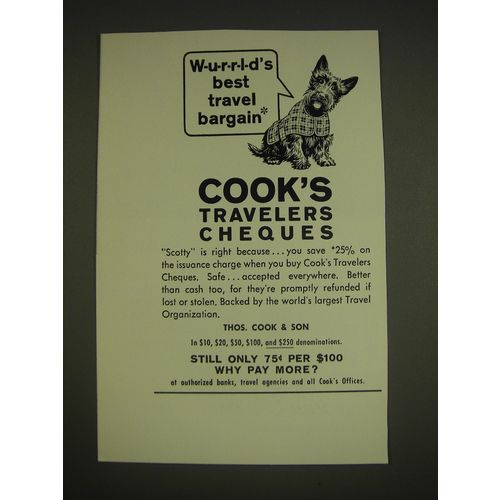 W-u-r-r-l-d's
best
travel
bargain*
COOK'S
TRAVELERS
CHEQUES
"Scotty" is right because...you save *25% on
the issuance charge when you buy Cook's Travelers
Cheques. Safe...accepted everywhere. Better
than cash too, for they're promptly refunded if
lost or stolen. Backed by the world's largest Travel
Organization.
THOS. COOK & SON
In $10, $20, $50, $100, and $250 denominations.
STILL ONLY 75¢ PER $100
WHY PAY MORE?
at authorized banks, travel agencies and all Cook's Offices.